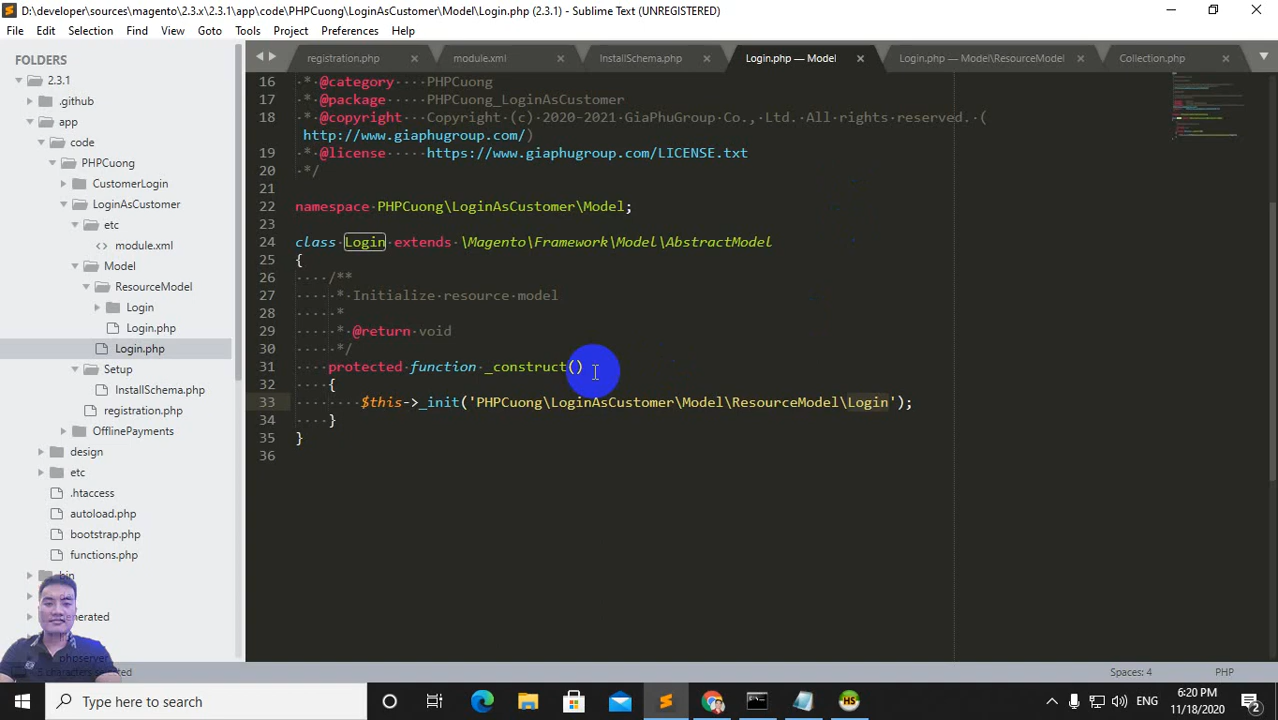 D:\developer\sources\magento\2.3.x\2.3.1\app\code\PHPCuong\LoginAsCustomer\Model\Login.php (2.3.1) - Sublime Text (UNREGISTERED)
File Edit Selection Find View Goto Tools Project Preferences Help
FOLDERS
2.3.1
.github
app
code
PHPCuong
CustomerLogin
LoginAsCustomer
etc
module.xml
Model
ResourceModel
Login
Login.php
Login.php
Setup
InstallSchema.php
registration.php
OfflinePayments
design
etc
.htaccess
autoload.php
bootstrap.php
functions.php
bin
phpserver
registration.php module.xml InstallSchema.php Login.php — Model Login.php — Model\ResourceModel Collection.php
16 * @category PHPCuong
17 * @package PHPCuong_LoginAsCustomer
18 * @copyright Copyright (c) 2020-2021 GiaPhuGroup Co., Ltd. All rights reserved. (
http://www.giaphugroup.com/)
19 * @license https://www.giaphugroup.com/LICENSE.txt
20 */
21
22 namespace PHPCuong\LoginAsCustomer\Model;
23
24 class Login extends \Magento\Framework\Model\AbstractModel
25 {
26 /**
27 * Initialize resource model
28 *
29 * @return void
30 */
31 protected function _construct()
32 {
33 $this->_init('PHPCuong\LoginAsCustomer\Model\ResourceModel\Login');
34 }
35 }
36
Spaces: 4 PHP
Type here to search
HS
ENG
6:20 PM
11/18/2020
2